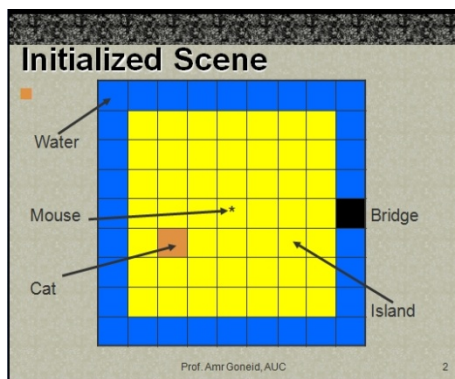 Initialized Scene
Water
Mouse
*
Bridge
Cat
Island
Prof. Amr Goneid, AUC
2